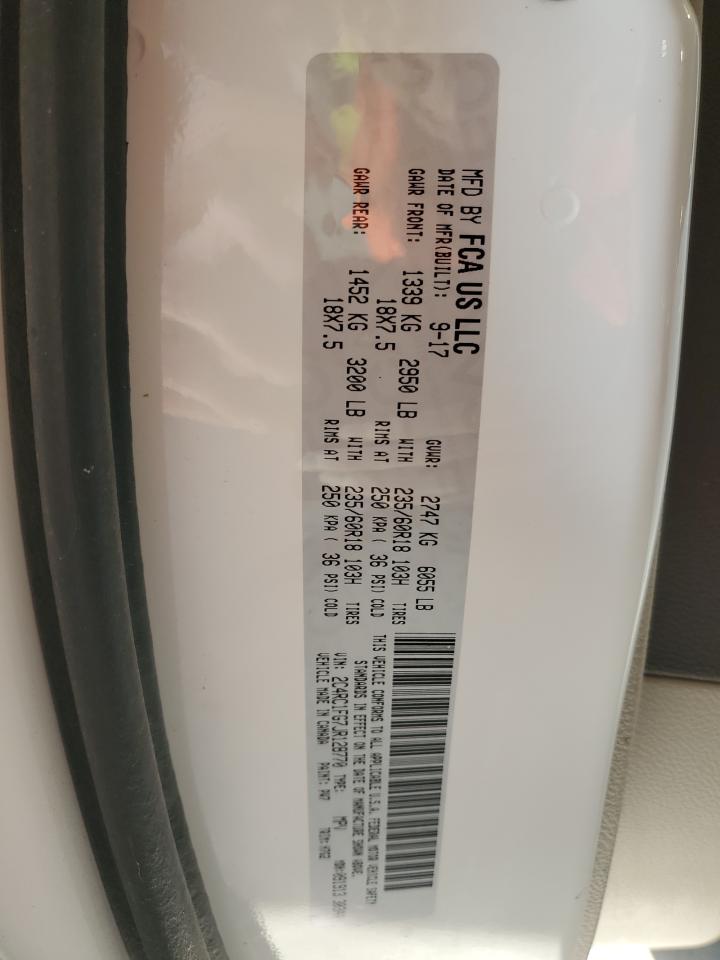 MFD BY FCA US LLC
DATE OF MFR(BUILT): 9-17 GVWR: 2747 KG 6055 LB
GAWR FRONT: 1339 KG 2950 LB WITH 235/60R18 103H TIRES
18X7.5 RIMS AT 250 KPA ( 36 PSI) COLD
GAWR REAR: 1452 KG 3200 LB WITH 235/60R18 103H TIRES
18X7.5 RIMS AT 250 KPA ( 36 PSI) COLD
THIS VEHICLE CONFORMS TO ALL APPLICABLE U.S.A. FEDERAL MOTOR VEHICLE SAFETY
STANDARDS IN EFFECT ON THE DATE OF MANUFACTURE SHOWN ABOVE.
VIN: 2C4RC1FG7JR128770 TYPE: MPV
VEHICLE MADE IN CANADA PAINT: PW7